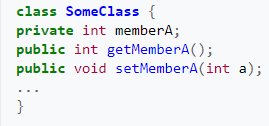 class SomeClass {
private int memberA;
public int getMemberA();
public void setMemberA(int a);
...
}